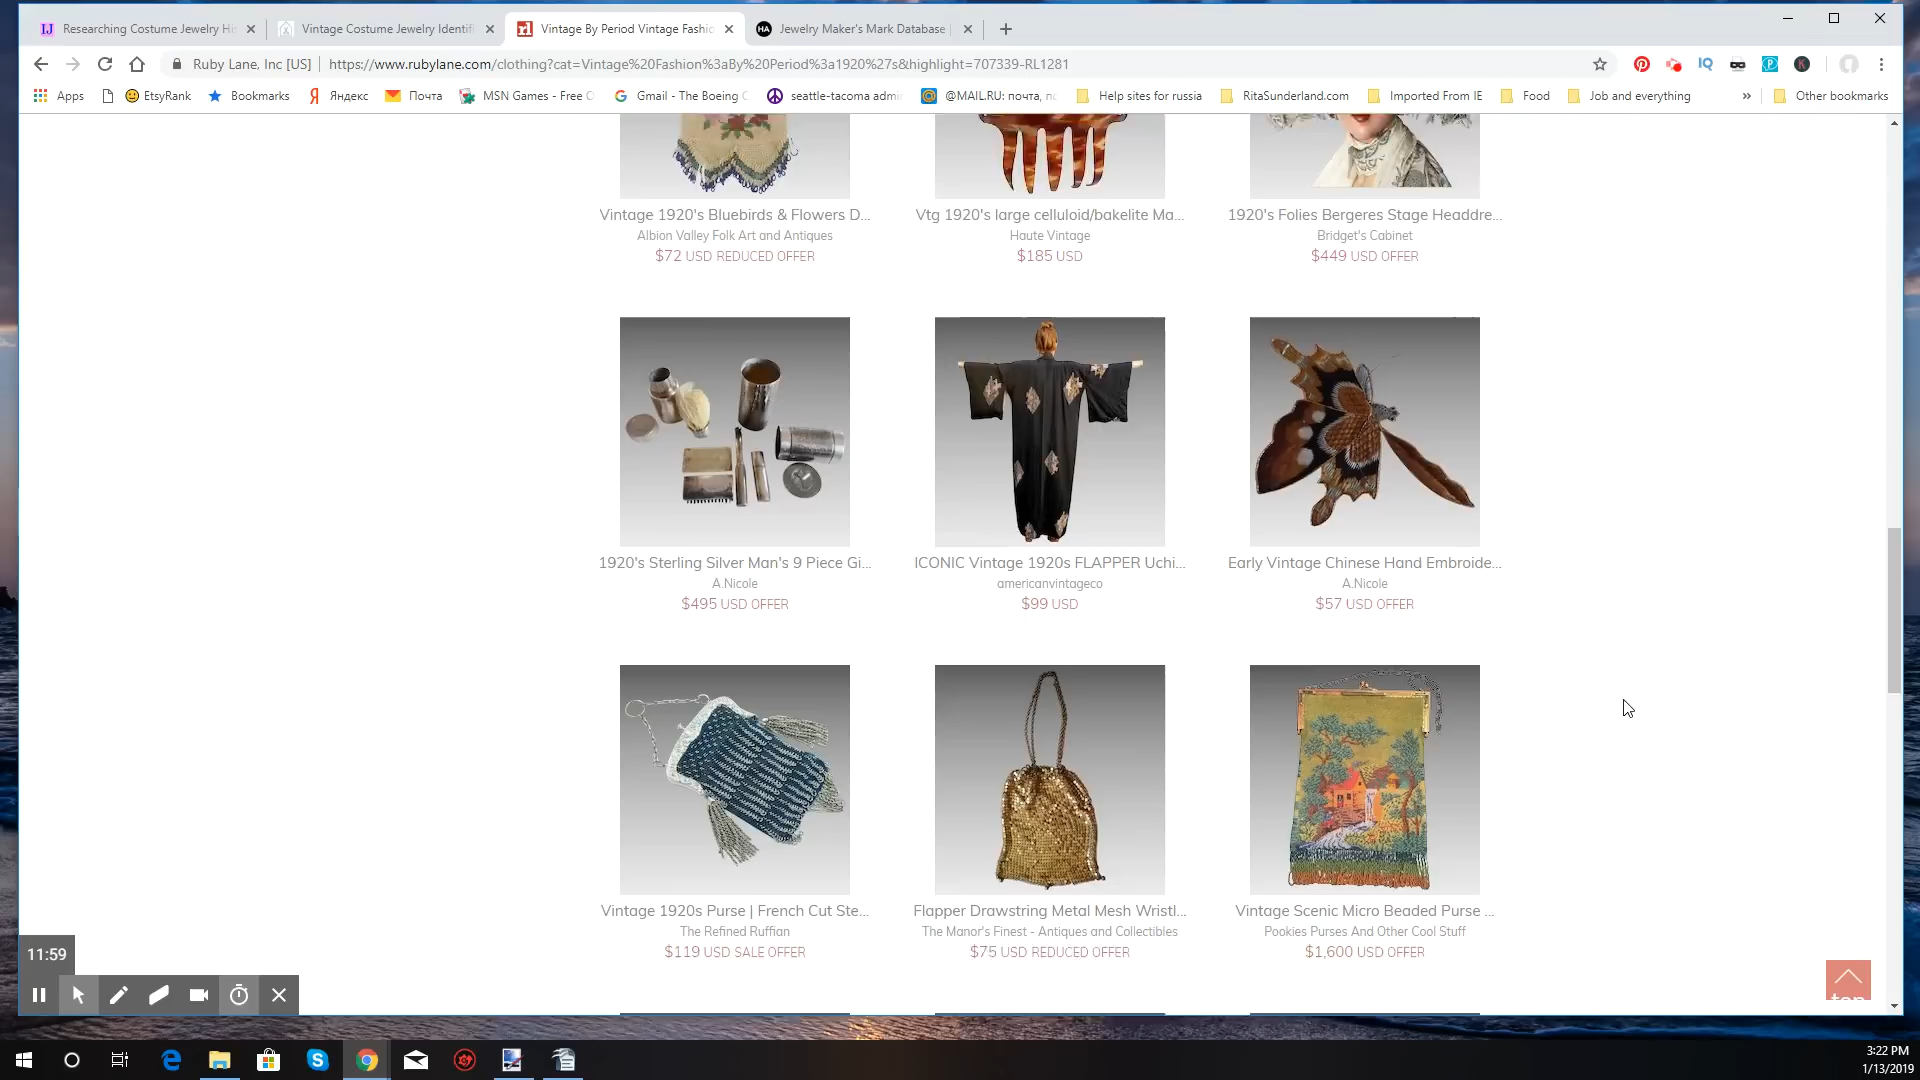 Researching Costume Jewelry Hi
Vintage Costume Jewelry Identif
Vintage By Period Vintage Fashio
Jewelry Maker's Mark Database |
Ruby Lane, Inc [US] | https://www.rubylane.com/clothing?cat=Vintage%20Fashion%3aBy%20Period%3a1920%27s&highlight=707339-RL1281
Apps EtsyRank Bookmarks Яндекс Почта MSN Games - Free O Gmail - The Boeing C seattle-tacoma admin @MAIL.RU: почта, по Help sites for russia RitaSunderland.com Imported From IE Food Job and everything » Other bookmarks
Vintage 1920's Bluebirds & Flowers D...
Albion Valley Folk Art and Antiques
$72 USD REDUCED OFFER
Vtg 1920's large celluloid/bakelite Ma...
Haute Vintage
$185 USD
1920's Folies Bergeres Stage Headdre...
Bridget's Cabinet
$449 USD OFFER
1920's Sterling Silver Man's 9 Piece Gi...
A.Nicole
$495 USD OFFER
ICONIC Vintage 1920s FLAPPER Uchi...
americanvintageco
$99 USD
Early Vintage Chinese Hand Embroide...
A.Nicole
$57 USD OFFER
Vintage 1920s Purse | French Cut Ste...
The Refined Ruffian
$119 USD SALE OFFER
Flapper Drawstring Metal Mesh Wristl...
The Manor's Finest - Antiques and Collectibles
$75 USD REDUCED OFFER
Vintage Scenic Micro Beaded Purse ...
Pookies Purses And Other Cool Stuff
$1,600 USD OFFER
top
11:59
3:22 PM
1/13/2019